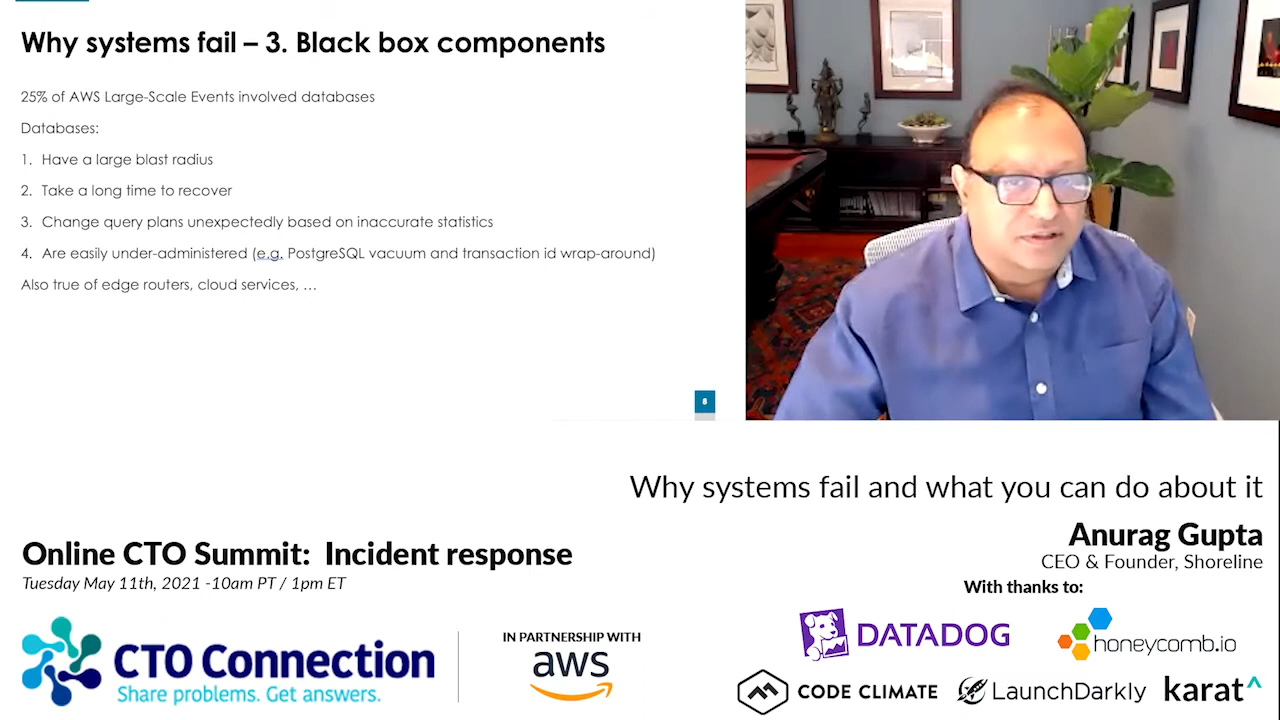 Why systems fail – 3. Black box components
25% of AWS Large-Scale Events involved databases
Databases:
1. Have a large blast radius
2. Take a long time to recover
3. Change query plans unexpectedly based on inaccurate statistics
4. Are easily under-administered (e.g. PostgreSQL vacuum and transaction id wrap-around)
Also true of edge routers, cloud services, …
8
Why systems fail and what you can do about it
Anurag Gupta
CEO & Founder, Shoreline
Online CTO Summit: Incident response
Tuesday May 11th, 2021 -10am PT / 1pm ET
With thanks to:
CTO Connection
Share problems. Get answers.
IN PARTNERSHIP WITH
aws
DATADOG
honeycomb.io
CODE CLIMATE
LaunchDarkly
karat^